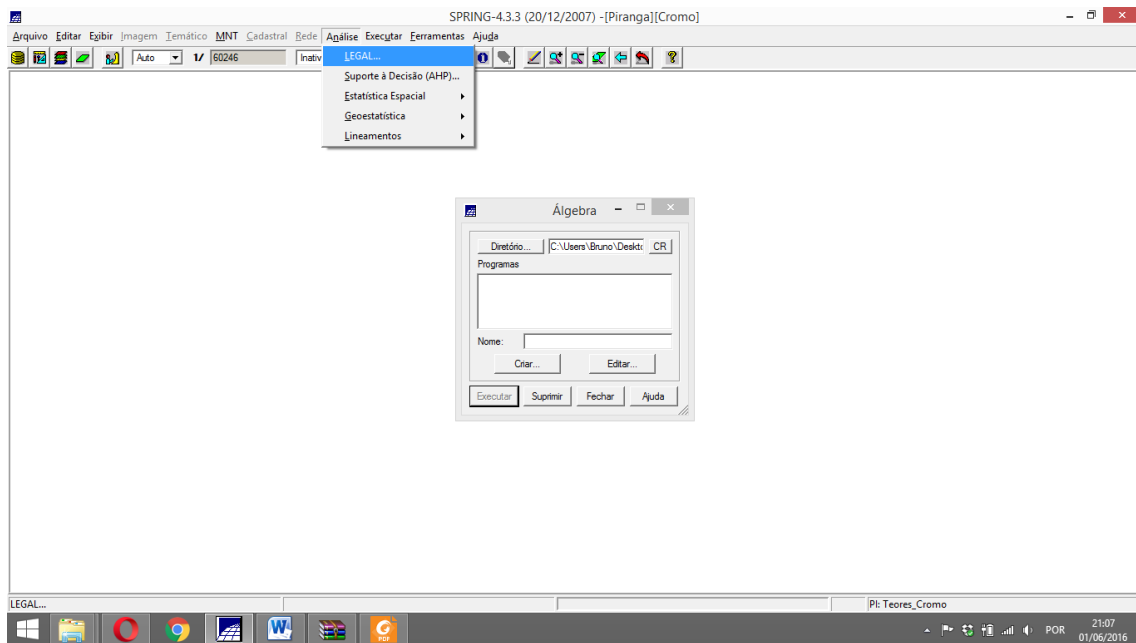 SPRING-4.3.3 (20/12/2007) -[Piranga][Cromo]
Arquivo Editar Exibir Imagem Temático MNT Cadastral Rede Análise Executar Ferramentas Ajuda
Auto 1/ 60246 Inativ
LEGAL...
Suporte à Decisão (AHP)...
Estatística Espacial
Geoestatística
Lineamentos
Álgebra
Diretório... C:\Users\Bruno\Deskto CR
Programas
Nome:
Criar... Editar...
Executar Suprimir Fechar Ajuda
LEGAL... PI: Teores_Cromo
W PDF POR 21:07
01/06/2016